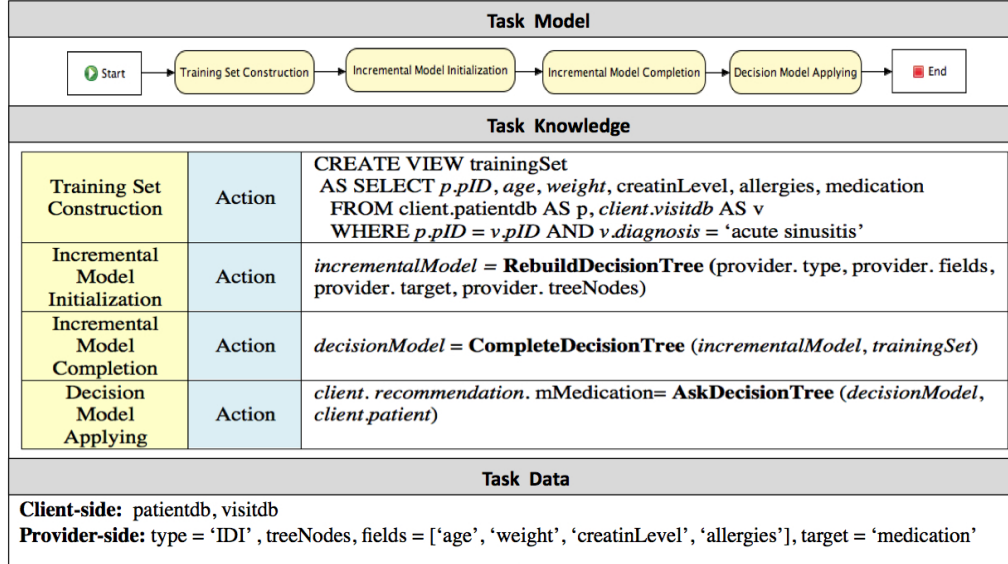 Task Model
Start
Training Set Construction
Incremental Model Initialization
Incremental Model Completion
Decision Model Applying
End
Task Knowledge
Training Set
Construction
Action
CREATE VIEW trainingSet
AS SELECT p.pID, age, weight, creatinLevel, allergies, medication
FROM client.patientdb AS p, client.visitdb AS v
WHERE p.pID = v.pID AND v.diagnosis = ‘acute sinusitis’
Incremental
Model
Initialization
Action
incrementalModel = RebuildDecisionTree (provider. type, provider. fields,
provider. target, provider. treeNodes)
Incremental
Model
Completion
Action
decisionModel = CompleteDecisionTree (incrementalModel, trainingSet)
Decision
Model
Applying
Action
client. recommendation. mMedication= AskDecisionTree (decisionModel,
client.patient)
Task Data
Client-side: patientdb, visitdb
Provider-side: type = ‘IDI’ , treeNodes, fields = [‘age’, ‘weight’, ‘creatinLevel’, ‘allergies’], target = ‘medication’